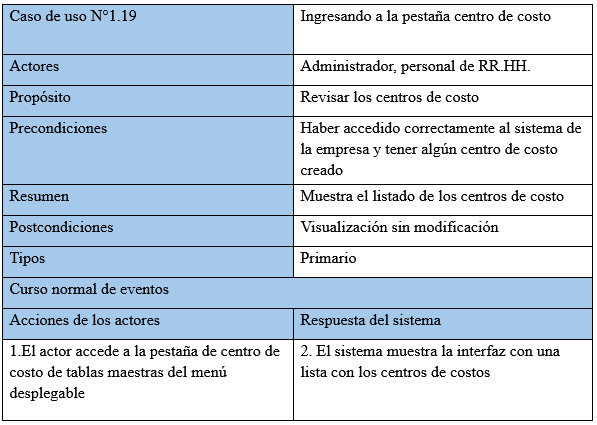 Caso de uso N°1.19
Ingresando a la pestaña centro de costo
Actores
Administrador, personal de RR.HH.
Propósito
Revisar los centros de costo
Precondiciones
Haber accedido correctamente al sistema de
la empresa y tener algún centro de costo
creado
Resumen
Muestra el listado de los centros de costo
Postcondiciones
Visualización sin modificación
Tipos
Primario
Curso normal de eventos
Acciones de los actores
Respuesta del sistema
1.El actor accede a la pestaña de centro de
costo de tablas maestras del menú
desplegable
2. El sistema muestra la interfaz con una
lista con los centros de costos